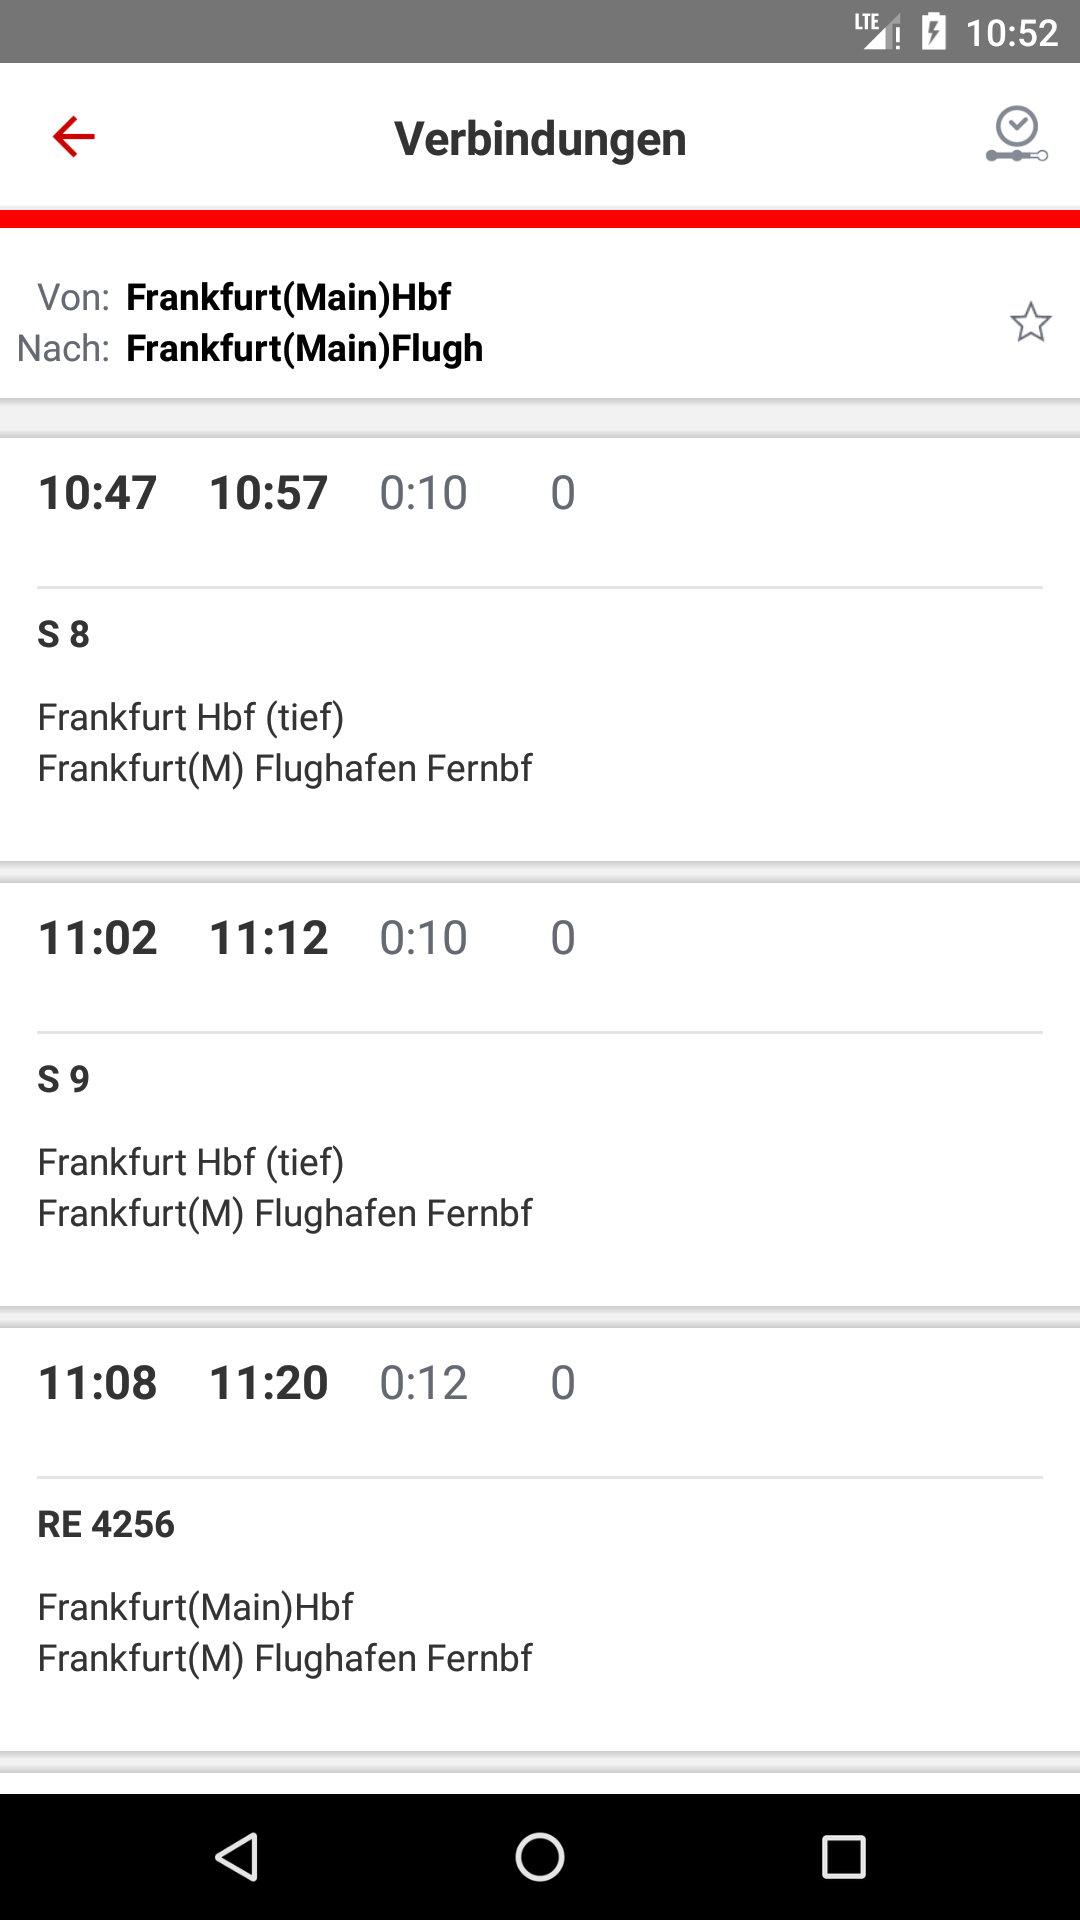 LTE 10:52
Verbindungen
Von: Frankfurt(Main)Hbf
Nach: Frankfurt(Main)Flugh
10:47 10:57 0:10 0
S 8
Frankfurt Hbf (tief)
Frankfurt(M) Flughafen Fernbf
11:02 11:12 0:10 0
S 9
Frankfurt Hbf (tief)
Frankfurt(M) Flughafen Fernbf
11:08 11:20 0:12 0
RE 4256
Frankfurt(Main)Hbf
Frankfurt(M) Flughafen Fernbf